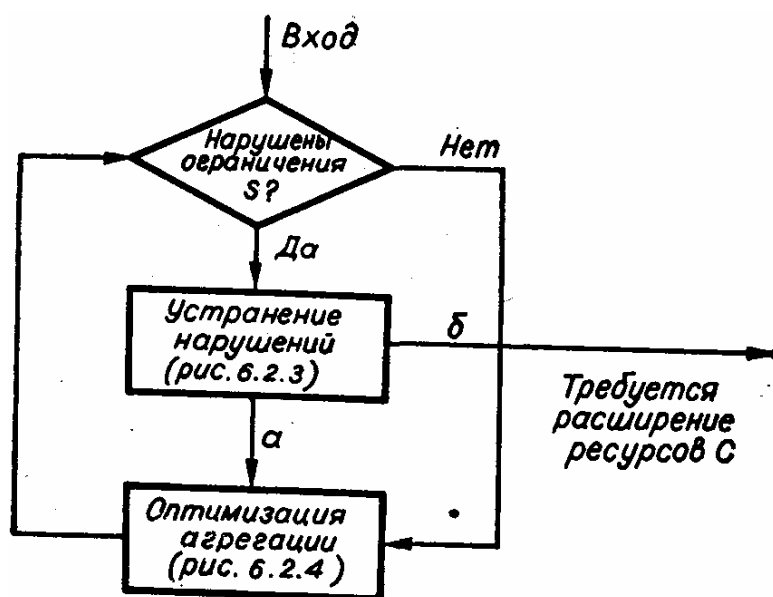 Вход
Нарушены
ограничения
S?
Нет
Да
Устранение
нарушений
(рис. 6.2.3)
б
Требуется
расширение
ресурсов С
а
Оптимизация
агрегации
(рис. 6.2.4)